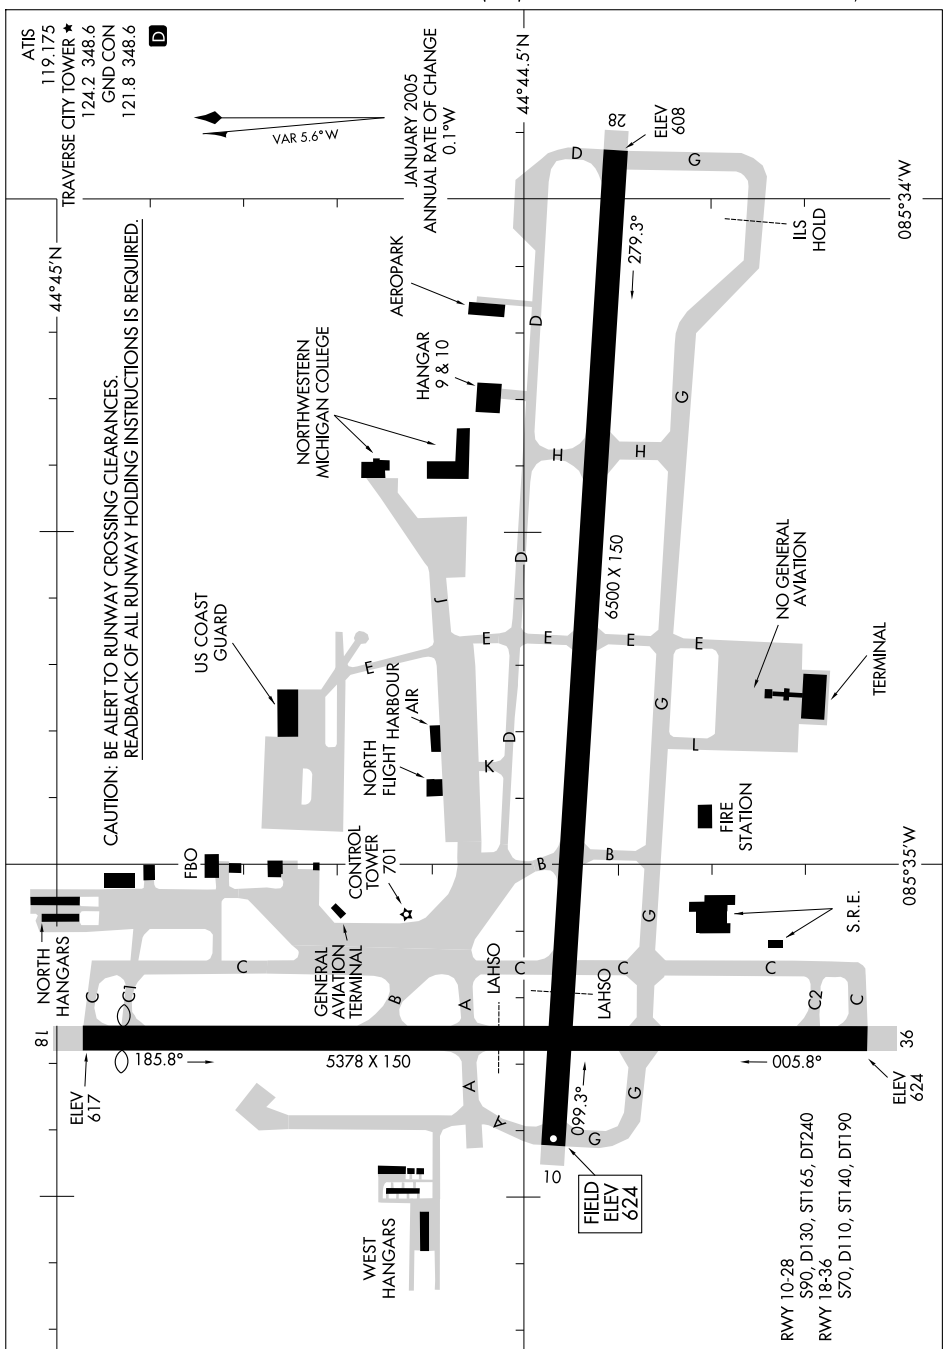 ATIS
119.175
TRAVERSE CITY TOWER ★
124.2 348.6
GND CON
121.8 348.6
D
VAR 5.6°W
JANUARY 2005
ANNUAL RATE OF CHANGE
0.1°W
44°45'N
44°44.5'N
CAUTION: BE ALERT TO RUNWAY CROSSING CLEARANCES.
READBACK OF ALL RUNWAY HOLDING INSTRUCTIONS IS REQUIRED.
28
ELEV
608
D
G
085°34'W
ILS
HOLD
279.3°
AEROPARK
D
HANGAR
9 & 10
NORTHWESTERN
MICHIGAN COLLEGE
G
H
H
D
6500 X 150
NO GENERAL
AVIATION
J
US COAST
GUARD
E
E
E
E
E
TERMINAL
HARBOUR
AIR
G
D
L
K
NORTH
FLIGHT
FIRE
STATION
FBO
CONTROL
TOWER
701
B
B
085°35'W
G
S.R.E.
NORTH
HANGARS
GENERAL
AVIATION
TERMINAL
C
C
C
C
LAHSO
LAHSO
C
C1
B
A
C2
C
18
36
185.8°
5378 X 150
005.8°
ELEV
617
ELEV
624
A
099.3°
G
A
G
10
FIELD
ELEV
624
WEST
HANGARS
RWY 10-28
S90, D130, ST165, DT240
RWY 18-36
S70, D110, ST140, DT190